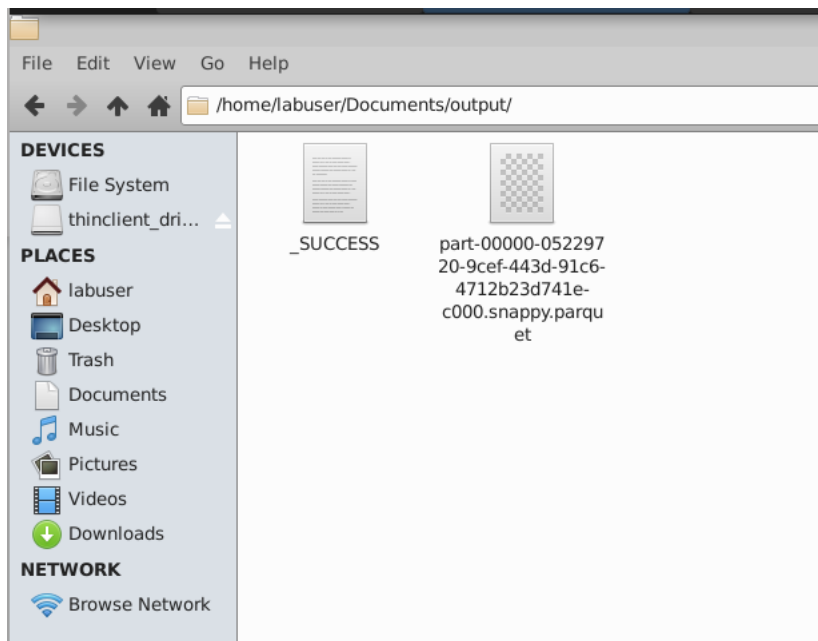 File Edit View Go Help
/home/labuser/Documents/output/
DEVICES
File System
thinclient_dri...
PLACES
labuser
Desktop
Trash
Documents
Music
Pictures
Videos
Downloads
NETWORK
Browse Network
_SUCCESS
part-00000-052297
20-9cef-443d-91c6-
4712b23d741e-
c000.snappy.parqu
et